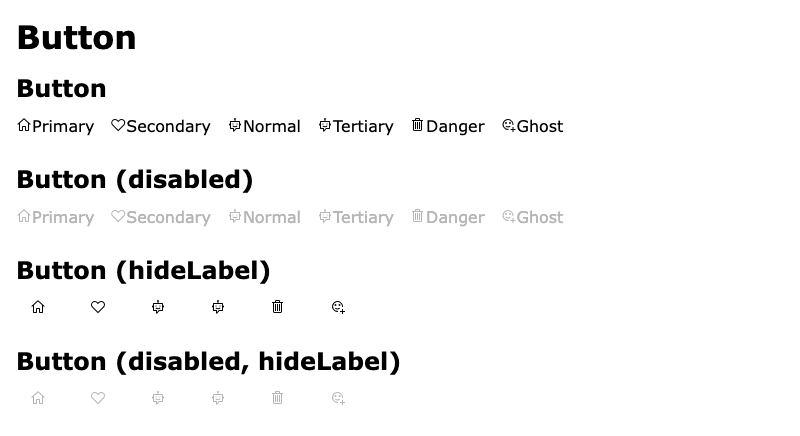 Button
Button
Primary Secondary Normal Tertiary Danger Ghost
Button (disabled)
Primary Secondary Normal Tertiary Danger Ghost
Button (hideLabel)
Button (disabled, hideLabel)